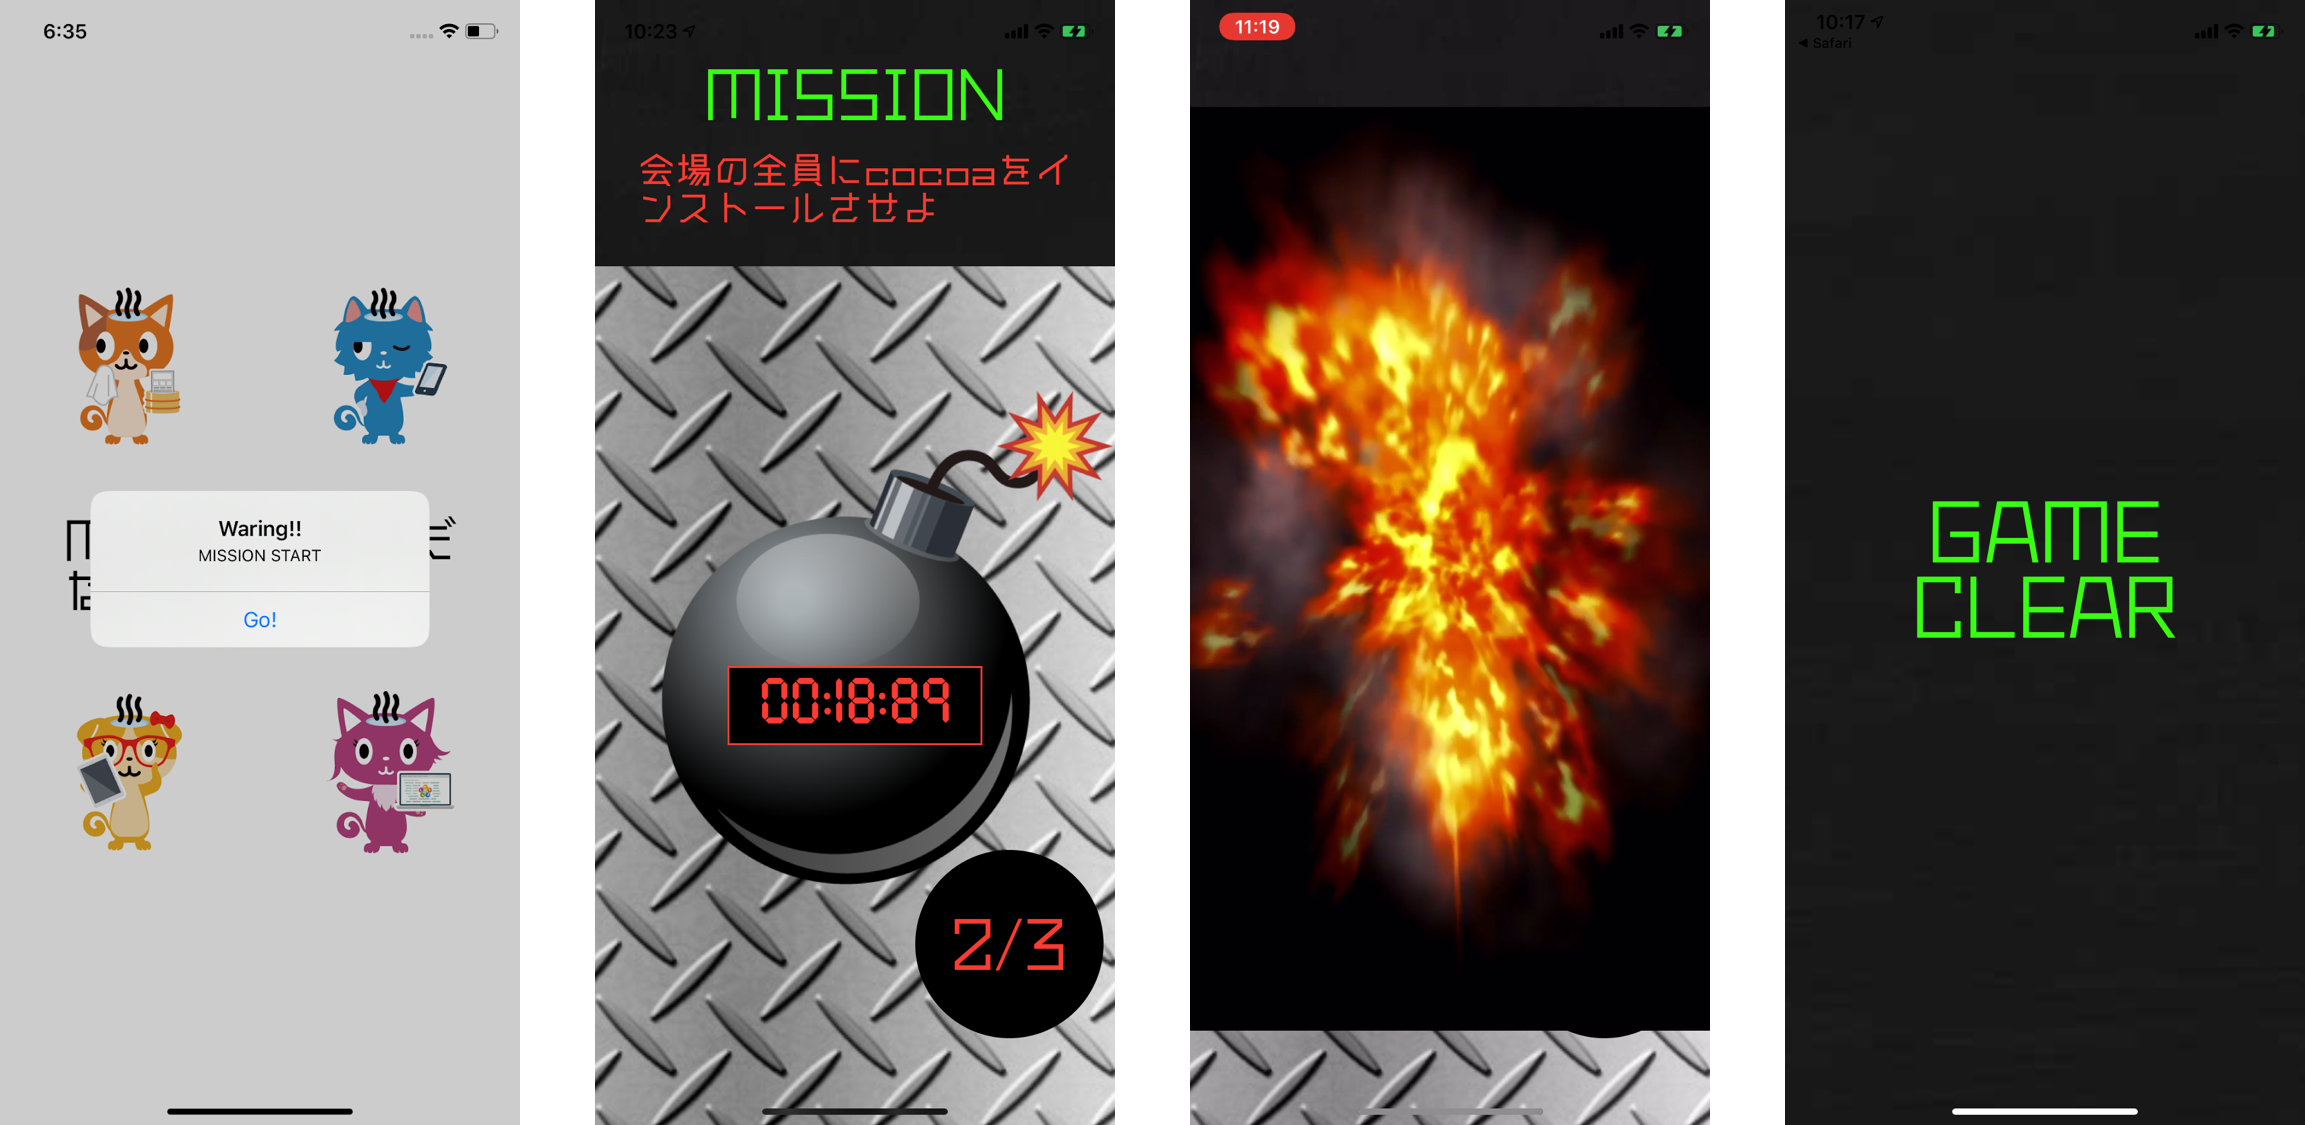 6:35
Waring!!
MISSION START
Go!
10:23
MISSION
会場の全員にcocoaをイ
ンストールさせよ
00:18:89
2/3
11:19
10:17
Safari
GAME
CLEAR